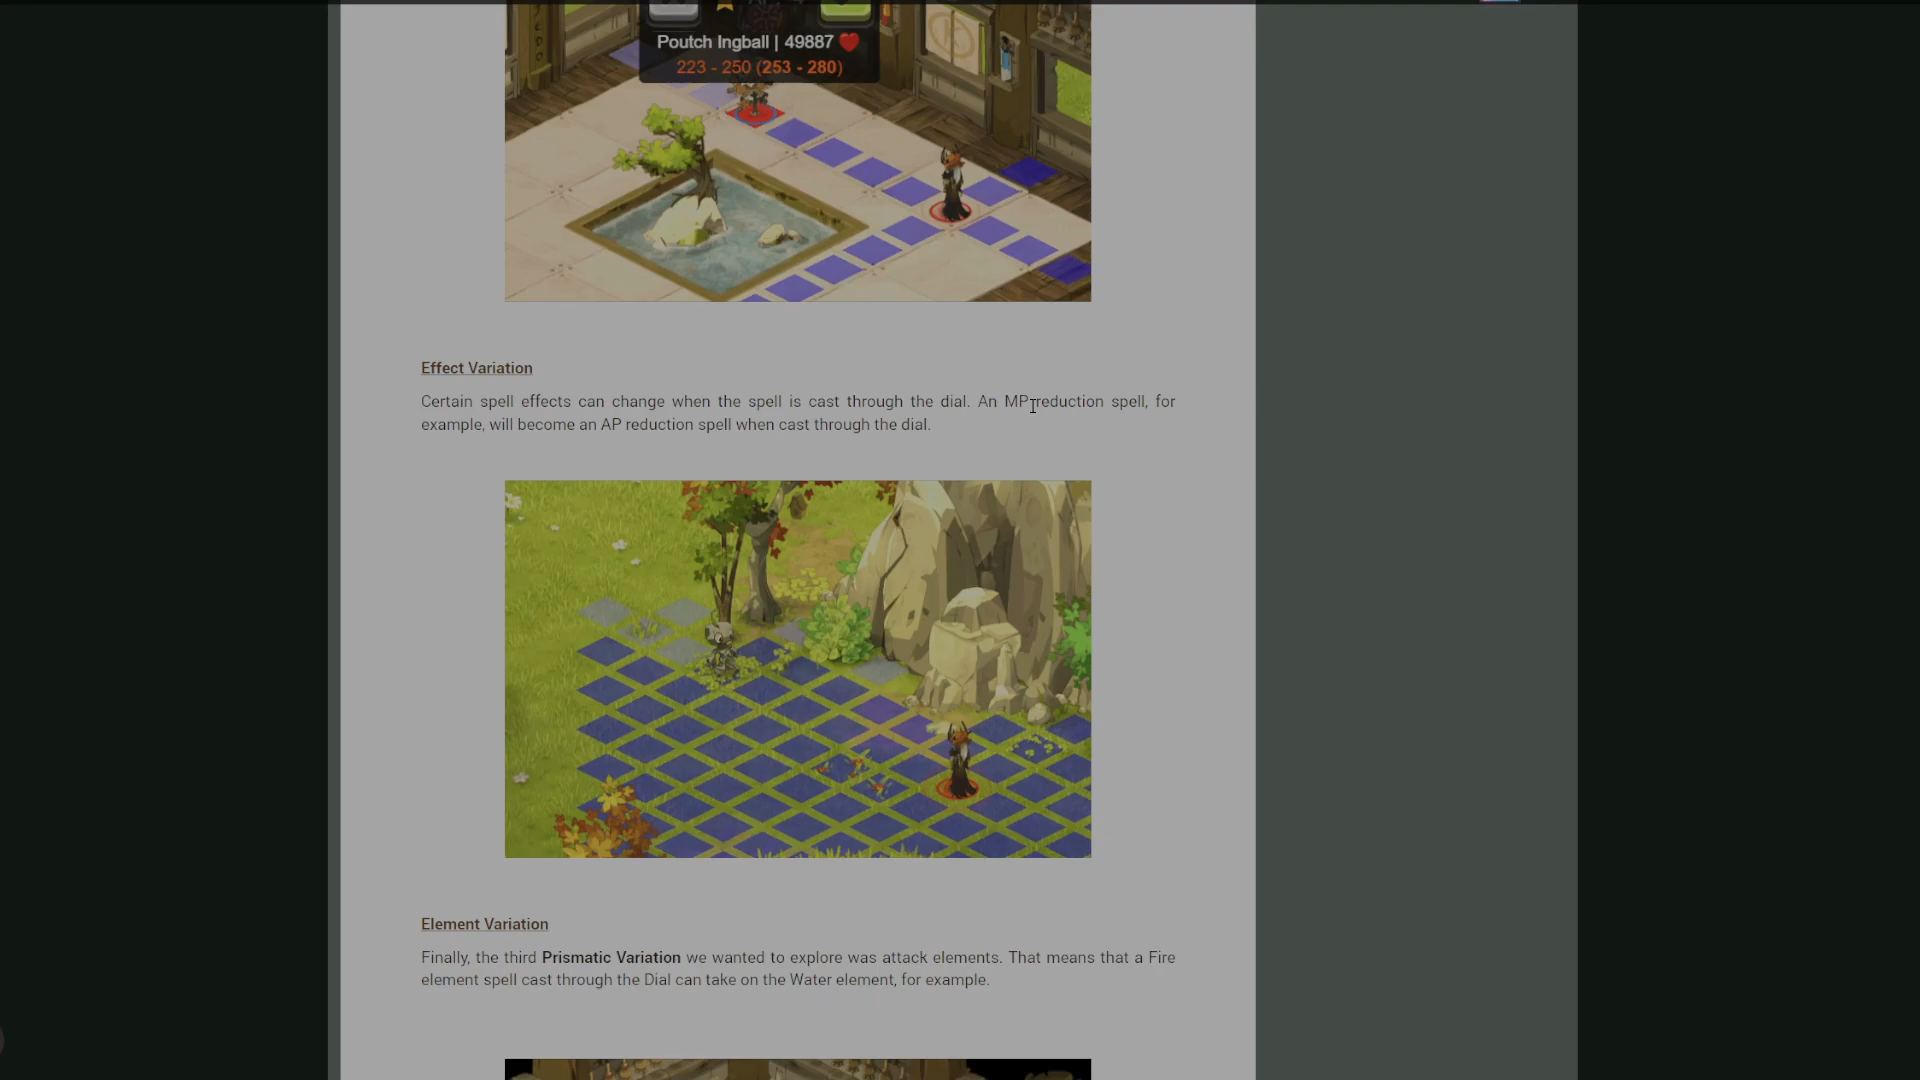 Poutch Ingball | 49887
223 - 250 (253 - 280)
Effect Variation
Certain spell effects can change when the spell is cast through the dial. An MP reduction spell, for
example, will become an AP reduction spell when cast through the dial.
Element Variation
Finally, the third Prismatic Variation we wanted to explore was attack elements. That means that a Fire
element spell cast through the Dial can take on the Water element, for example.